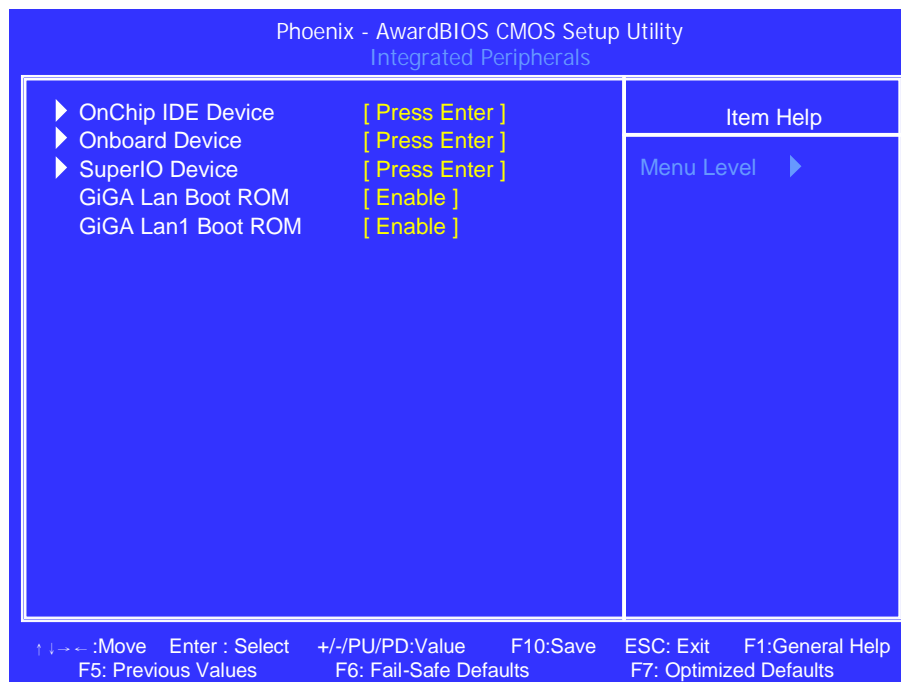 Phoenix - AwardBIOS CMOS Setup Utility
Integrated Peripherals
OnChip IDE Device [ Press Enter ]
Onboard Device [ Press Enter ]
SuperIO Device [ Press Enter ]
GiGA Lan Boot ROM [ Enable ]
GiGA Lan1 Boot ROM [ Enable ]
Item Help
Menu Level
↑↓→←:Move Enter : Select +/-/PU/PD:Value F10:Save ESC: Exit F1:General Help
F5: Previous Values F6: Fail-Safe Defaults F7: Optimized Defaults